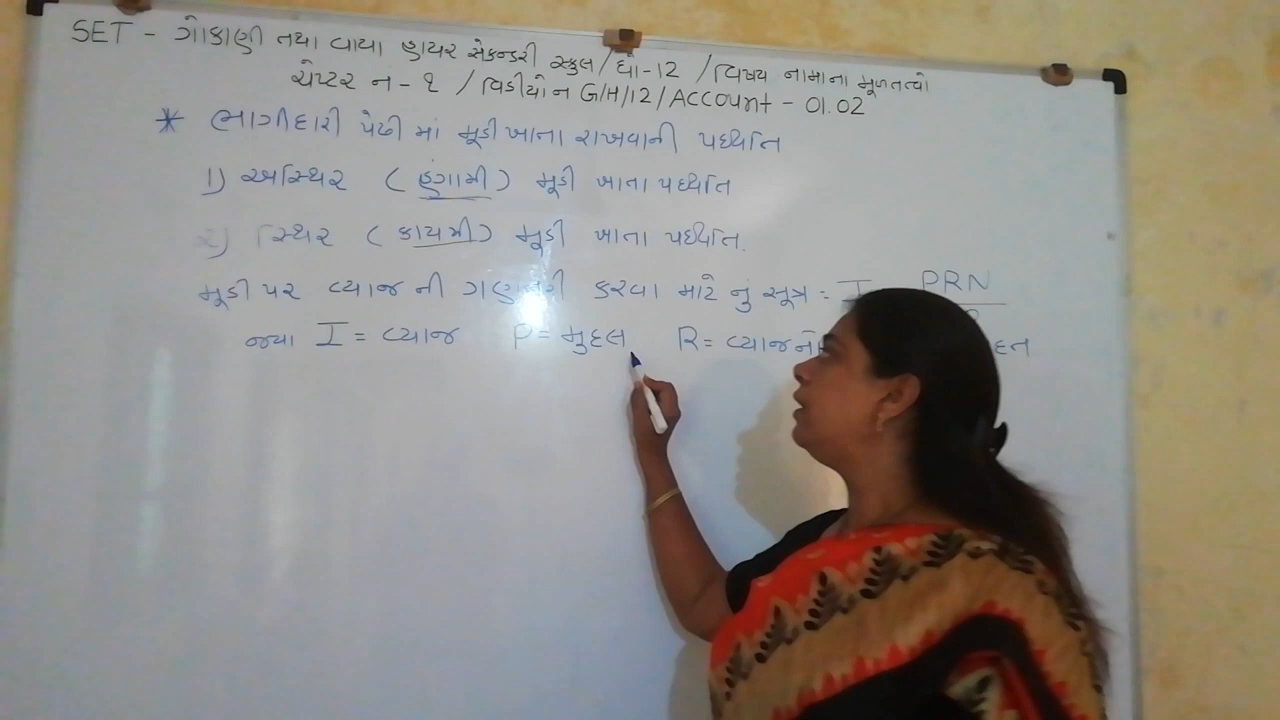 SET - ગોકાણી તથા વાયા હાયર સેકન્ડરી સ્કુલ / ધો-12 / વિષય નામાના મૂળતત્વો
ચેપ્ટર ન - ૧ / વિડીયો ન G/H/12/Account - 01.02
* ભાગીદારી પેઢી માં મૂડી ખાતા રાખવાની પધ્ધતિ
1) અસ્થિર (હંગામી) મૂડી ખાતા પધ્ધતિ
૨) સ્થિર (કાયમી) મૂડી ખાતા પધ્ધતિ.
મૂડી પર વ્યાજ ની ગણતરી કરવા માટે નું સૂત્ર = I PRN
જ્યા I = વ્યાજ P = મુદ્દલ R = વ્યાજનો